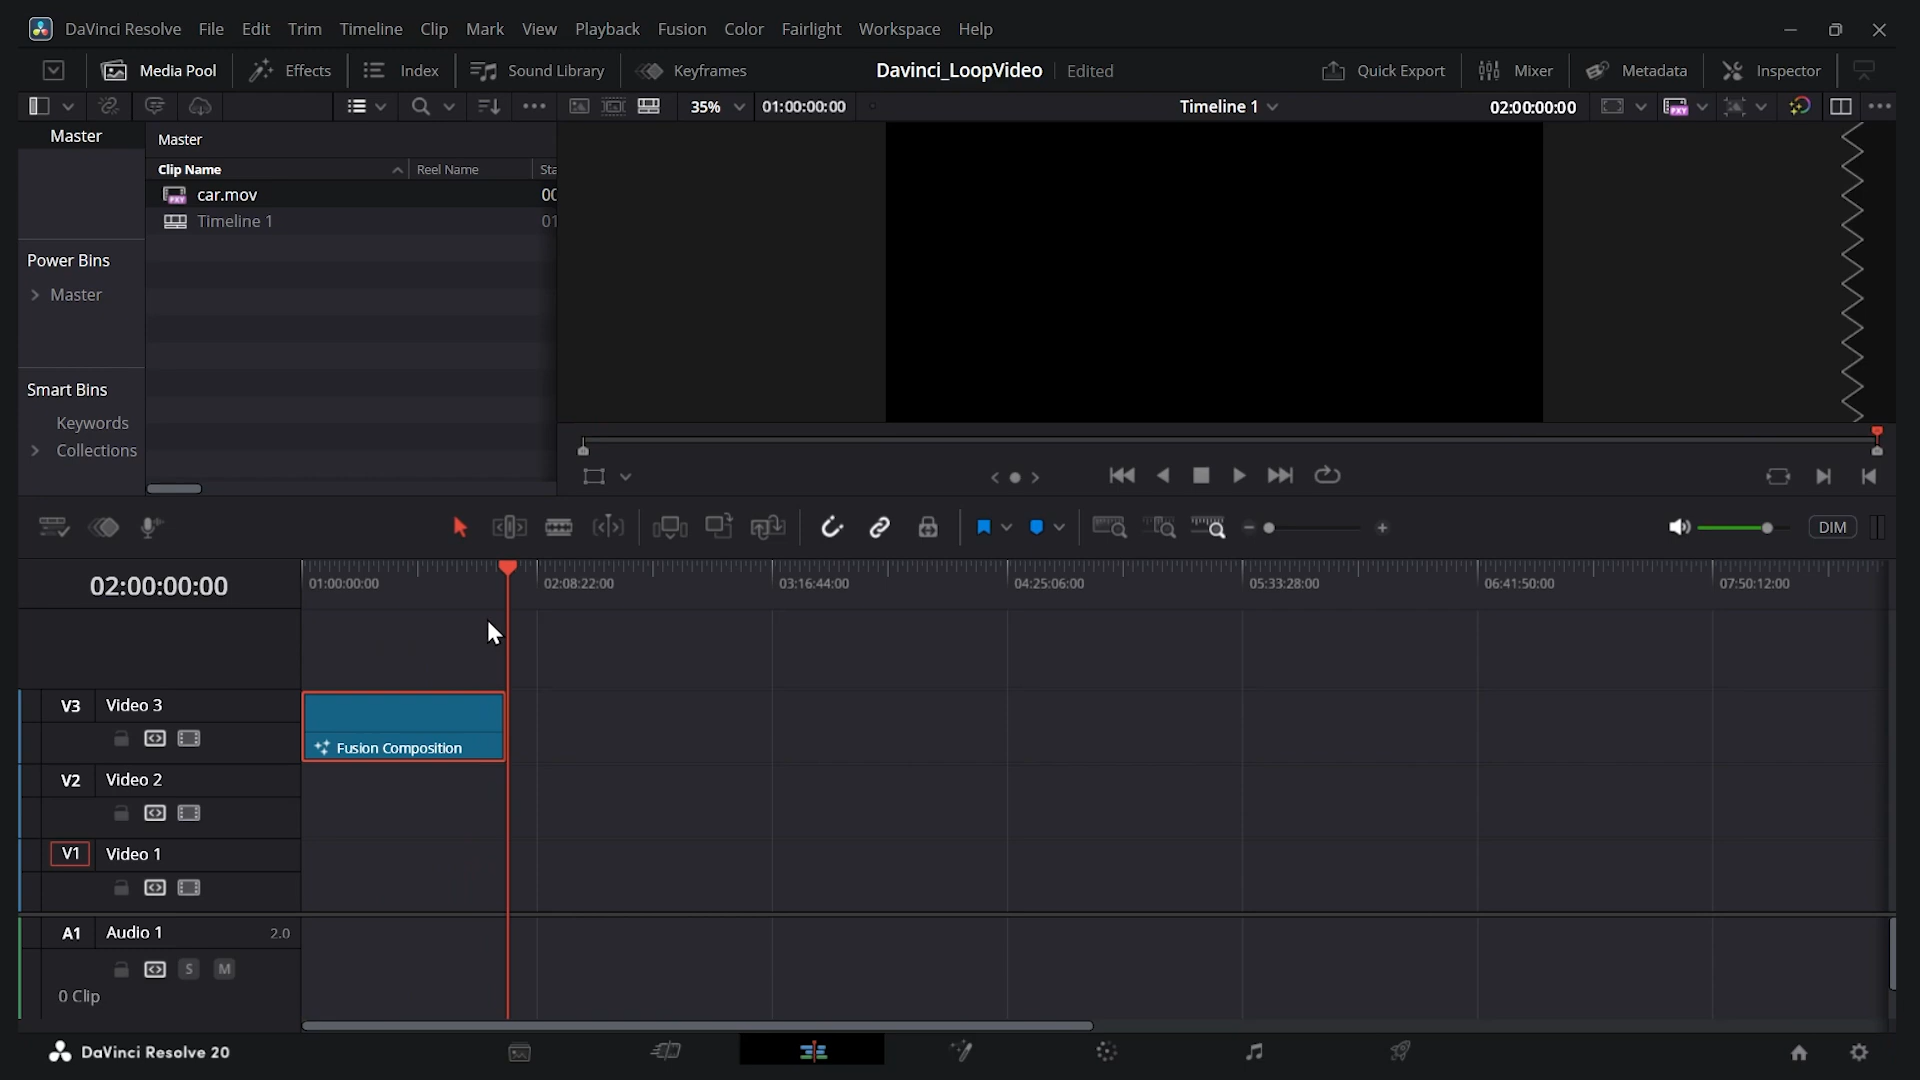 DaVinci Resolve File Edit Trim Timeline Clip Mark View Playback Fusion Color Fairlight Workspace Help
Media Pool Effects Index Sound Library Keyframes Davinci_LoopVideo Edited Quick Export Mixer Metadata Inspector
35% 01:00:00:00 Timeline 1 02:00:00:00
Master Master
Clip Name Reel Name Sta
car.mov 00
Timeline 1 01
Power Bins
Master
Smart Bins
Keywords
Collections
DIM
02:00:00:00 01:00:00:00 02:08:22:00 03:16:44:00 04:25:06:00 05:33:28:00 06:41:50:00 07:50:12:00
V3 Video 3
Fusion Composition
V2 Video 2
V1 Video 1
A1 Audio 1 2.0
S M
0 Clip
DaVinci Resolve 20